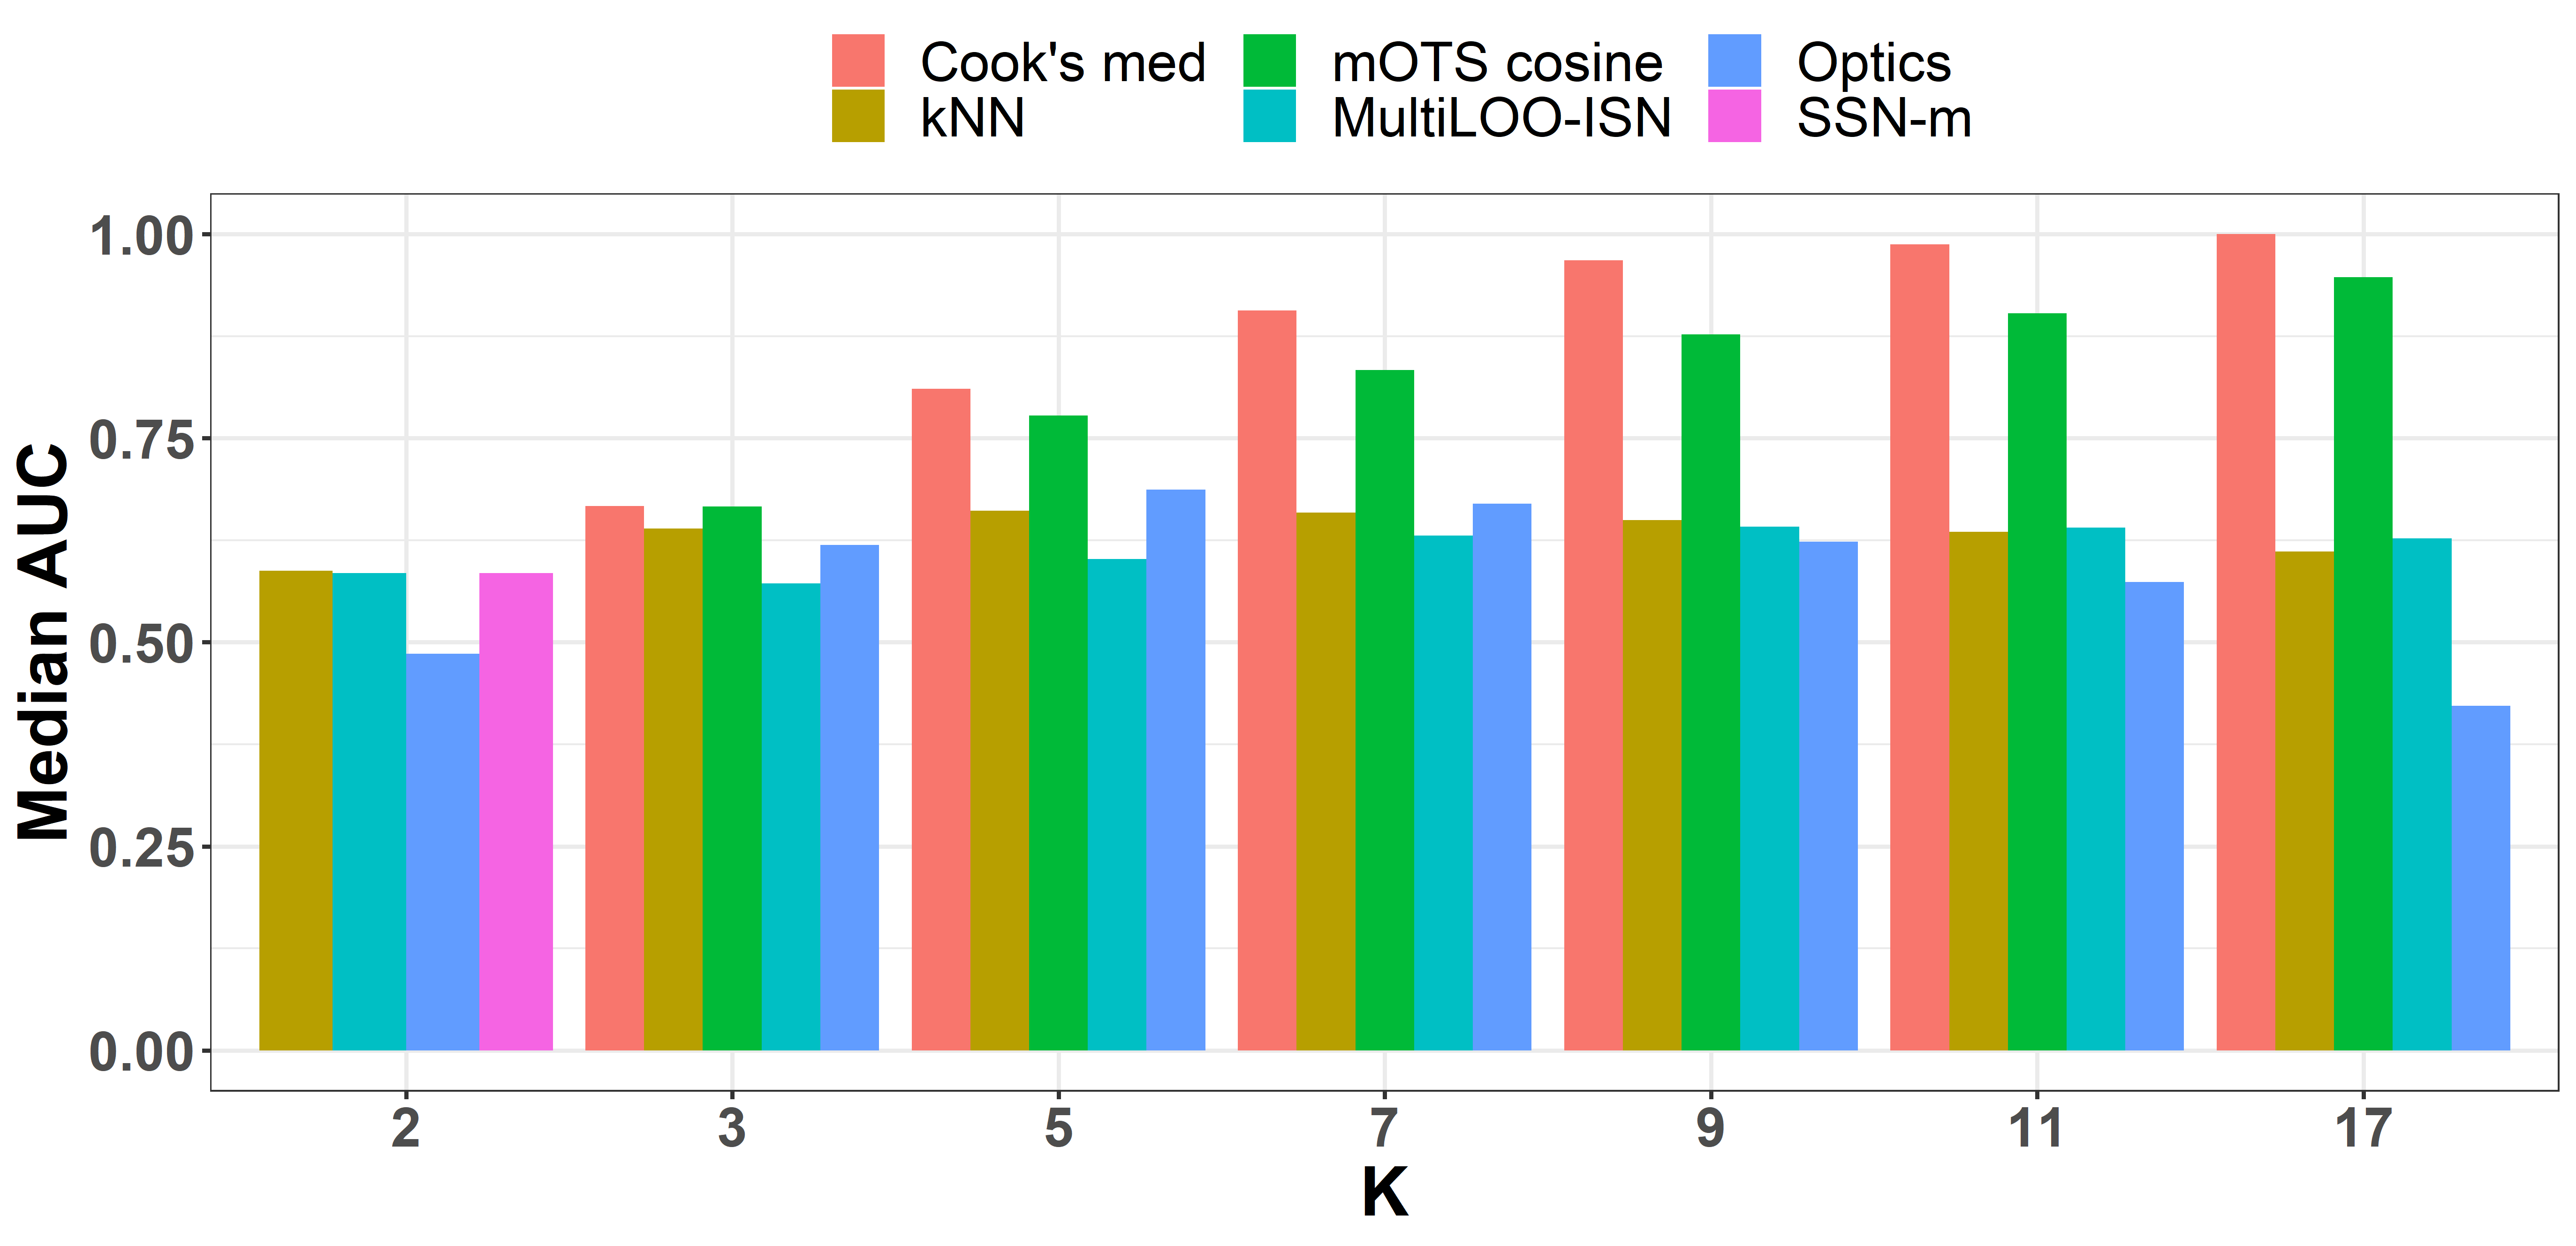 Cook's med mOTS cosine Optics
kNN MultiLOO-ISN SSN-m
1.00
0.75
0.50
0.25
0.00
Median AUC
2 3 5 7 9 11 17
K